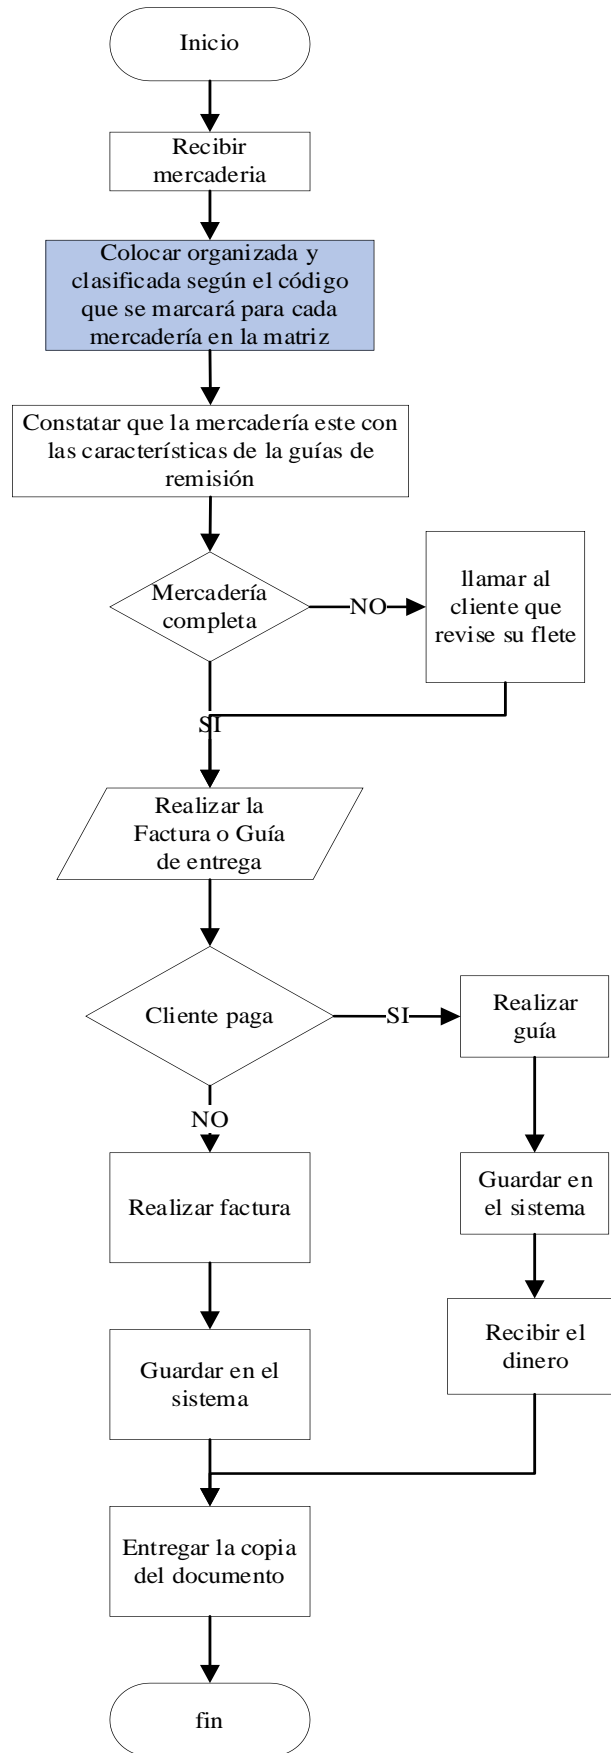 Inicio
Recibir
mercaderia
Colocar organizada y
clasificada según el código
que se marcará para cada
mercadería en la matriz
Constatar que la mercadería este con
las características de la guías de
remisión
Mercadería
completa
NO
llamar al
cliente que
revise su flete
SI
Realizar la
Factura o Guía
de entrega
Cliente paga
SI
Realizar
guía
NO
Realizar factura
Guardar en
el sistema
Recibir el
dinero
Guardar en el
sistema
Entregar la copia
del documento
fin